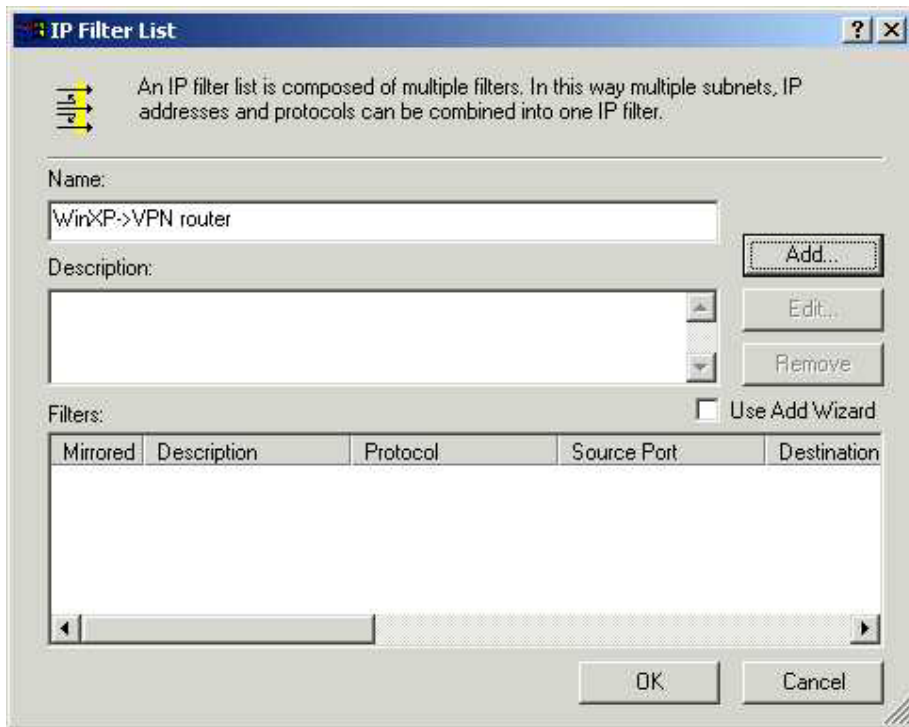 IP Filter List
An IP filter list is composed of multiple filters. In this way multiple subnets, IP
addresses and protocols can be combined into one IP filter.
Name:
WinXP->VPN router
Add...
Description:
Edit...
Remove
Filters:
Use Add Wizard
Mirrored Description Protocol Source Port Destination
OK Cancel